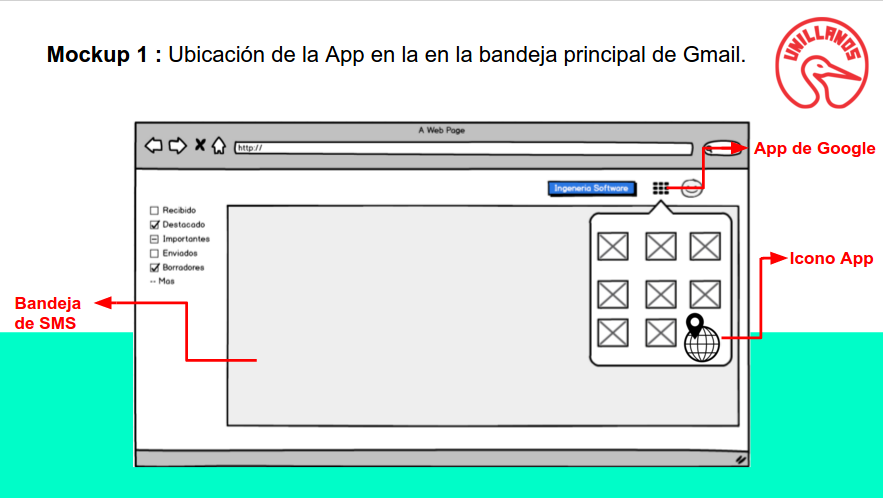 Mockup 1 : Ubicación de la App en la en la bandeja principal de Gmail.
UNILLANOS
A Web Page
http://
App de Google
Ingeneria Software
Recibido
Destacado
Importantes
Enviados
Borradores
-- Mas
Icono App
Bandeja
de SMS